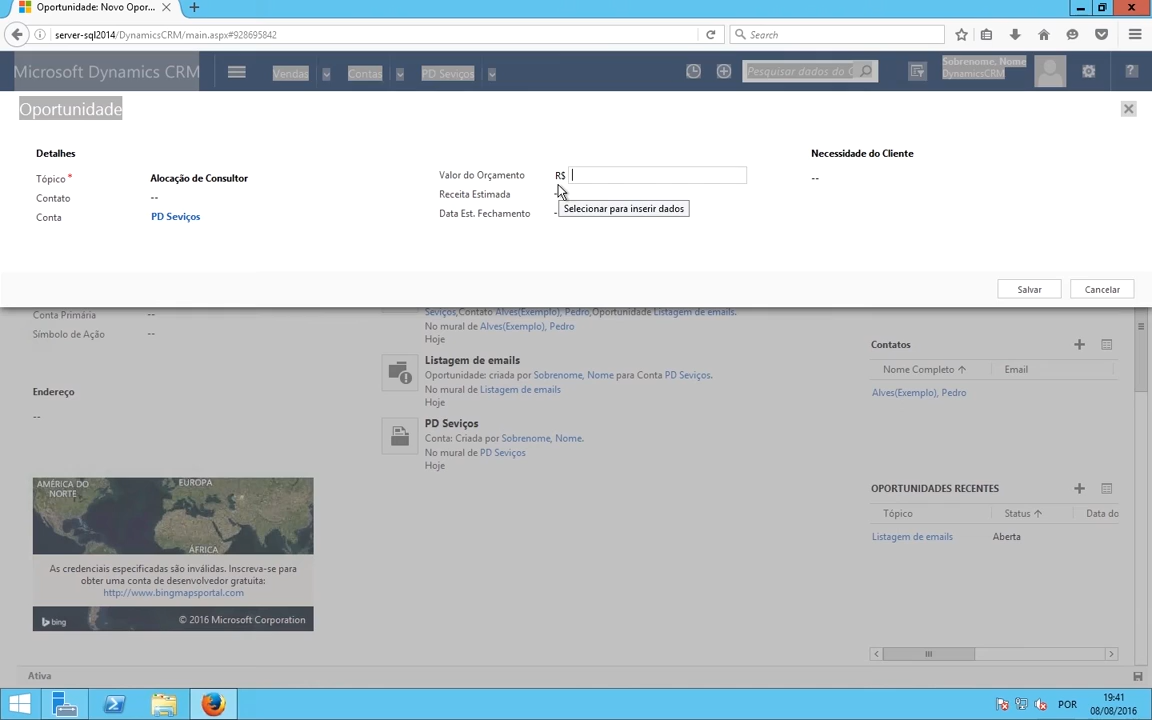 Oportunidade: Novo Opor...
server-sql2014/DynamicsCRM/main.aspx#928695842
Search
Microsoft Dynamics CRM
Vendas
Contas
PD Seviços
Pesquisar dados do C
Sobrenome, Nome
DynamicsCRM
?
Oportunidade
Detalhes
Necessidade do Cliente
Tópico *
Alocação de Consultor
Valor do Orçamento
R$
--
Contato
--
Receita Estimada
Conta
PD Seviços
Data Est. Fechamento
Selecionar para inserir dados
Salvar
Cancelar
Conta Primária
--
Símbolo de Ação
--
Endereço
--
AMÉRICA DO NORTE
EUROPA
ÁFRICA
As credenciais especificadas são inválidas. Inscreva-se para
obter uma conta de desenvolvedor gratuita:
http://www.bingmapsportal.com
bing
© 2016 Microsoft Corporation
Seviços,Contato Alves(Exemplo), Pedro,Oportunidade Listagem de emails.
No mural de Alves(Exemplo), Pedro
Hoje
Listagem de emails
Oportunidade: criada por Sobrenome, Nome para Conta PD Seviços.
No mural de Listagem de emails
Hoje
PD Seviços
Conta: Criada por Sobrenome, Nome.
No mural de PD Seviços
Hoje
Contatos
Nome Completo
Email
Alves(Exemplo), Pedro
OPORTUNIDADES RECENTES
Tópico
Status
Data do
Listagem de emails
Aberta
Ativa
POR
19:41
08/08/2016